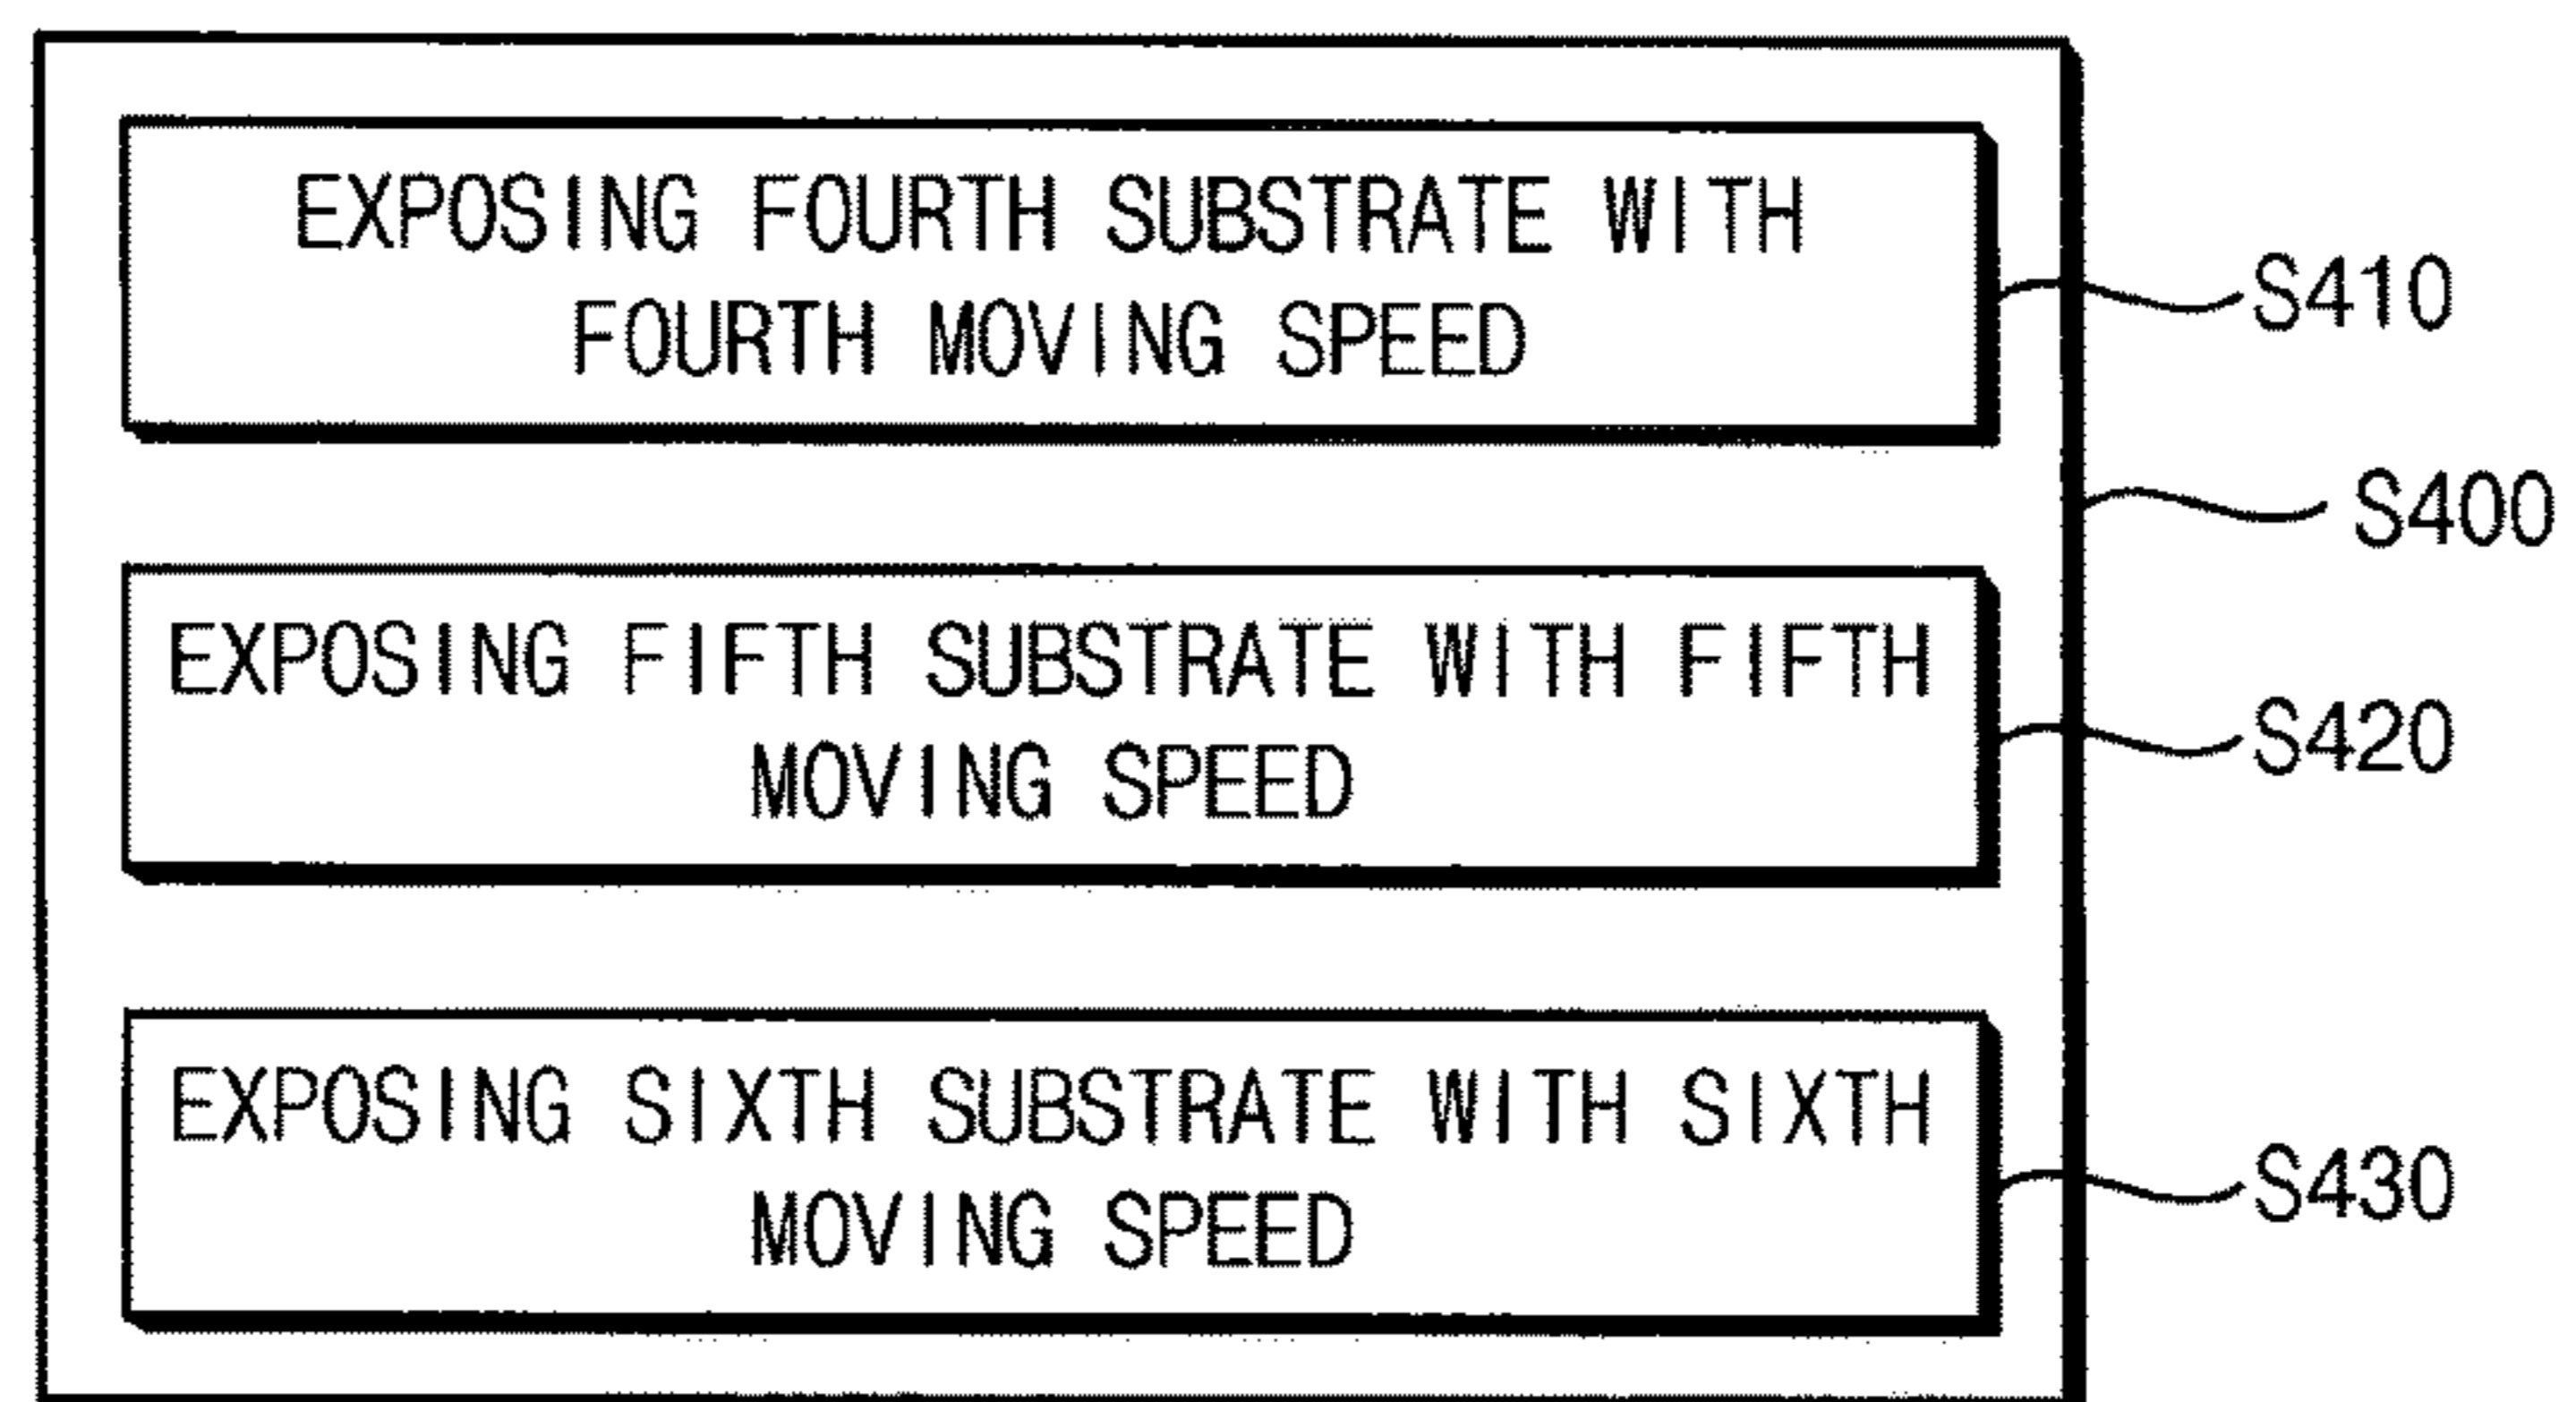 EXPOSING FOURTH SUBSTRATE WITH
FOURTH MOVING SPEED
S410
S400
EXPOSING FIFTH SUBSTRATE WITH FIFTH
MOVING SPEED
S420
EXPOSING SIXTH SUBSTRATE WITH SIXTH
MOVING SPEED
S430